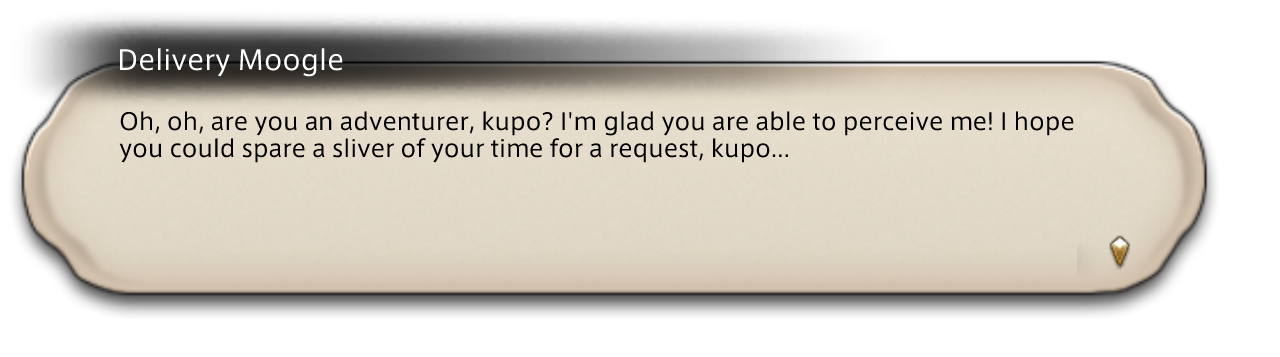 Delivery Moogle
Oh, oh, are you an adventurer, kupo? I'm glad you are able to perceive me! I hope
you could spare a sliver of your time for a request, kupo...